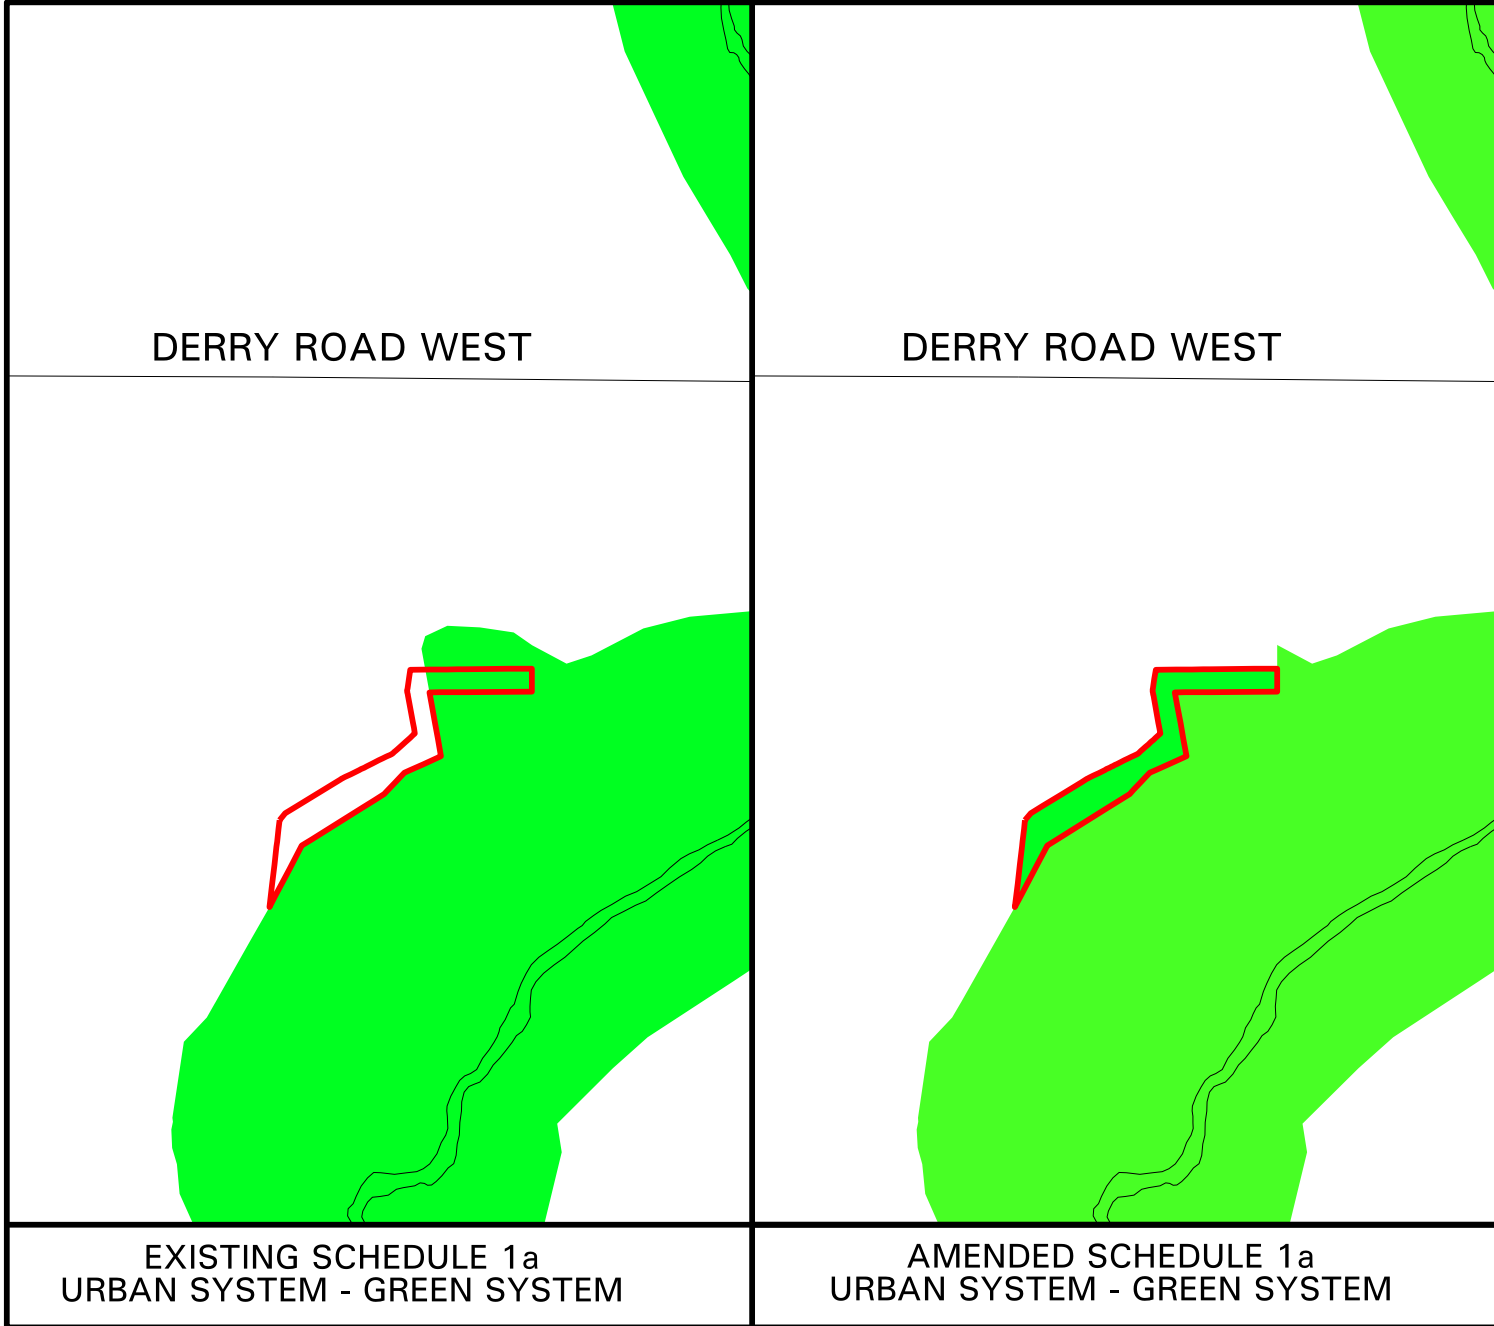 DERRY ROAD WEST
DERRY ROAD WEST
EXISTING SCHEDULE 1a
URBAN SYSTEM - GREEN SYSTEM
AMENDED SCHEDULE 1a
URBAN SYSTEM - GREEN SYSTEM